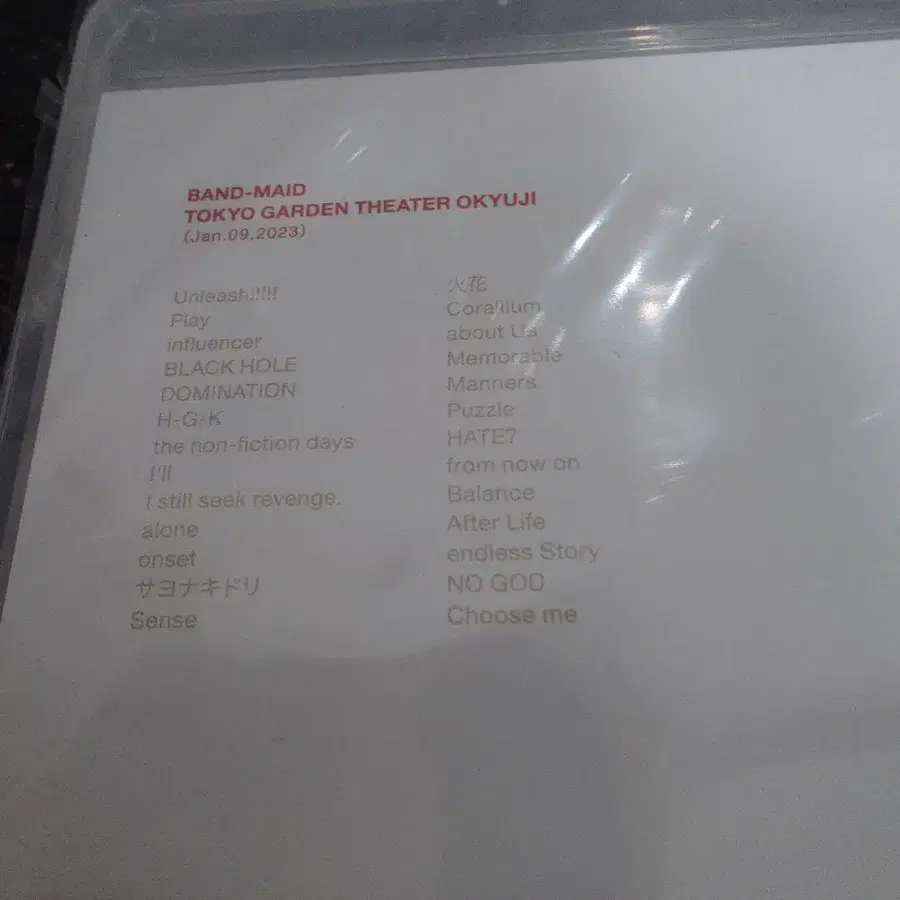 BAND-MAID
TOKYO GARDEN THEATER OKYUJI
(Jan.09,2023)
Unleash!!!!!
Play
influencer
BLACK HOLE
DOMINATION
H-G-K
the non-fiction days
I'll
I still seek revenge.
alone
onset
サヨナキドリ
Sense
火花
Corallium
about Us
Memorable
Manners
Puzzle
HATE?
from now on
Balance
After Life
endless Story
NO GOD
Choose me